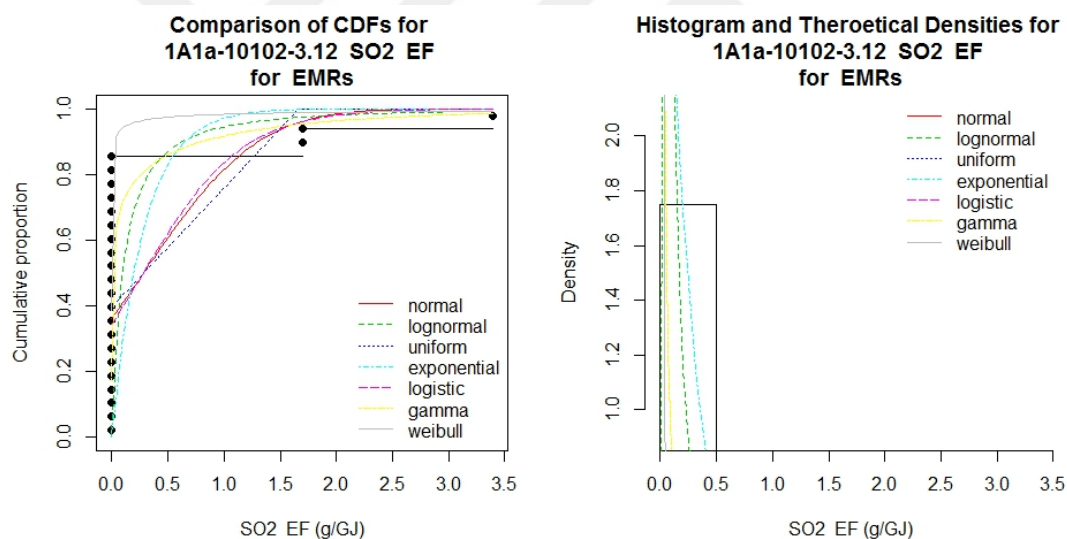 Comparison of CDFs for
1A1a-10102-3.12 SO2 EF
for EMRs
1.0
0.8
0.6
0.4
0.2
0.0
Cumulative proportion
normal
lognormal
uniform
exponential
logistic
gamma
weibull
0.0 0.5 1.0 1.5 2.0 2.5 3.0 3.5
SO2 EF (g/GJ)
Histogram and Theroetical Densities for
1A1a-10102-3.12 SO2 EF
for EMRs
2.0
1.8
1.6
1.4
1.2
1.0
Density
normal
lognormal
uniform
exponential
logistic
gamma
weibull
0.0 0.5 1.0 1.5 2.0 2.5 3.0 3.5
SO2 EF (g/GJ)